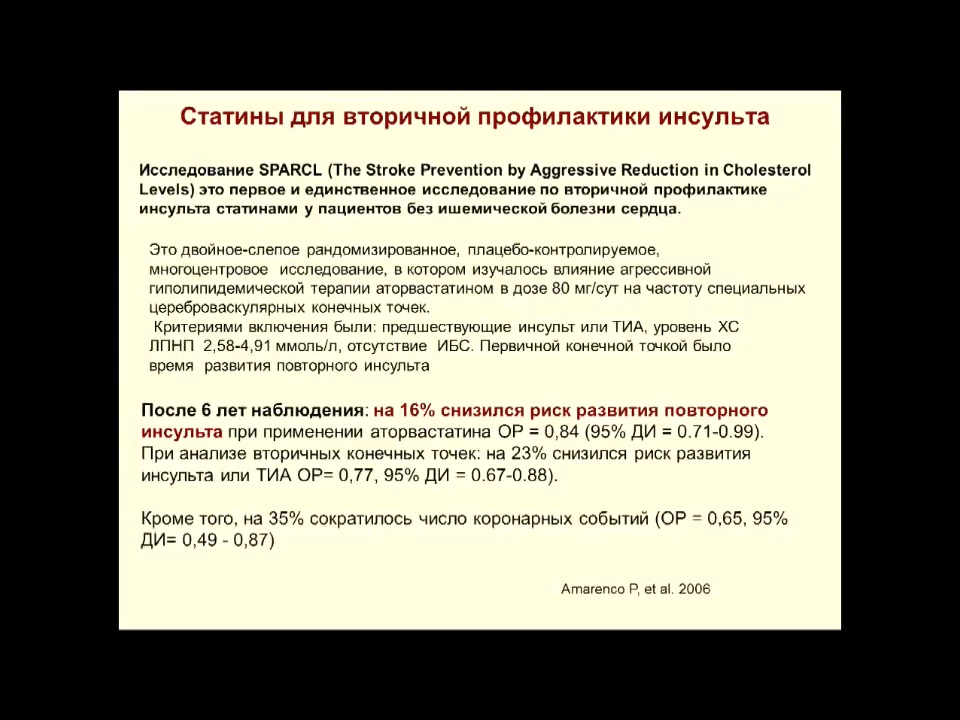 Статины для вторичной профилактики инсульта
Исследование SPARCL (The Stroke Prevention by Aggressive Reduction in Cholesterol
Levels) это первое и единственное исследование по вторичной профилактике
инсульта статинами у пациентов без ишемической болезни сердца.
Это двойное-слепое рандомизированное, плацебо-контролируемое,
многоцентровое исследование, в котором изучалось влияние агрессивной
гиполипидемической терапии аторвастатином в дозе 80 мг/сут на частоту специальных
цереброваскулярных конечных точек.
Критериями включения были: предшествующие инсульт или ТИА, уровень ХС
ЛПНП 2,58-4,91 ммоль/л, отсутствие ИБС. Первичной конечной точкой было
время развития повторного инсульта
После 6 лет наблюдения: на 16% снизился риск развития повторного
инсульта при применении аторвастатина ОР = 0,84 (95% ДИ = 0.71-0.99).
При анализе вторичных конечных точек: на 23% снизился риск развития
инсульта или ТИА ОР= 0,77, 95% ДИ = 0.67-0.88).
Кроме того, на 35% сократилось число коронарных событий (ОР = 0,65, 95%
ДИ= 0,49 - 0,87)
Amarenco P, et al. 2006